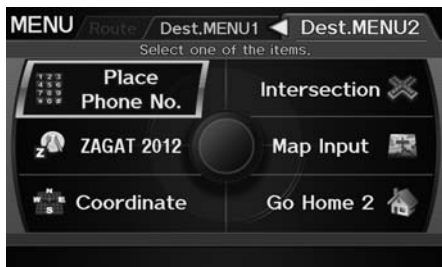 MENU Route Dest.MENU1 Dest.MENU2
Select one of the items.
Place
Phone No.
Intersection
ZAGAT 2012
Map Input
Coordinate
Go Home 2